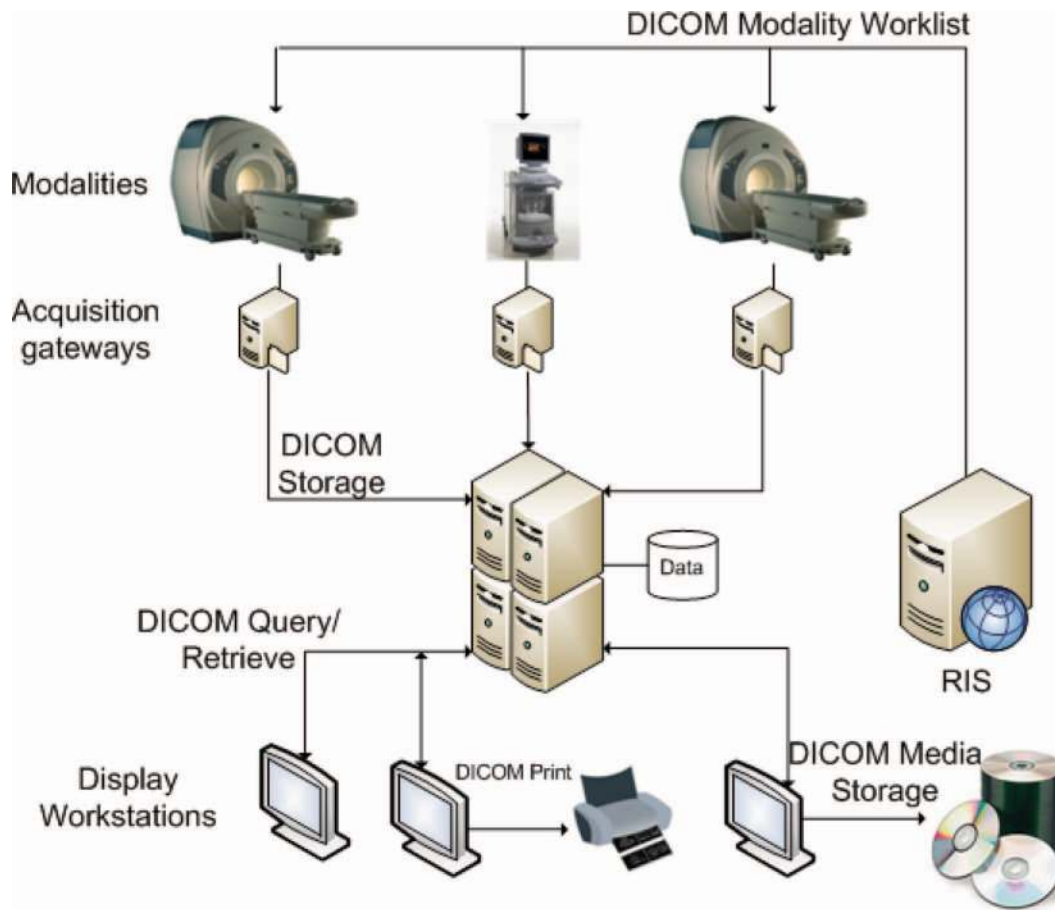 DICOM Modality Worklist
Modalities
Acquisition
gateways
DICOM
Storage
Data
DICOM Query/
Retrieve
RIS
Display
Workstations
DICOM Print
DICOM Media
Storage